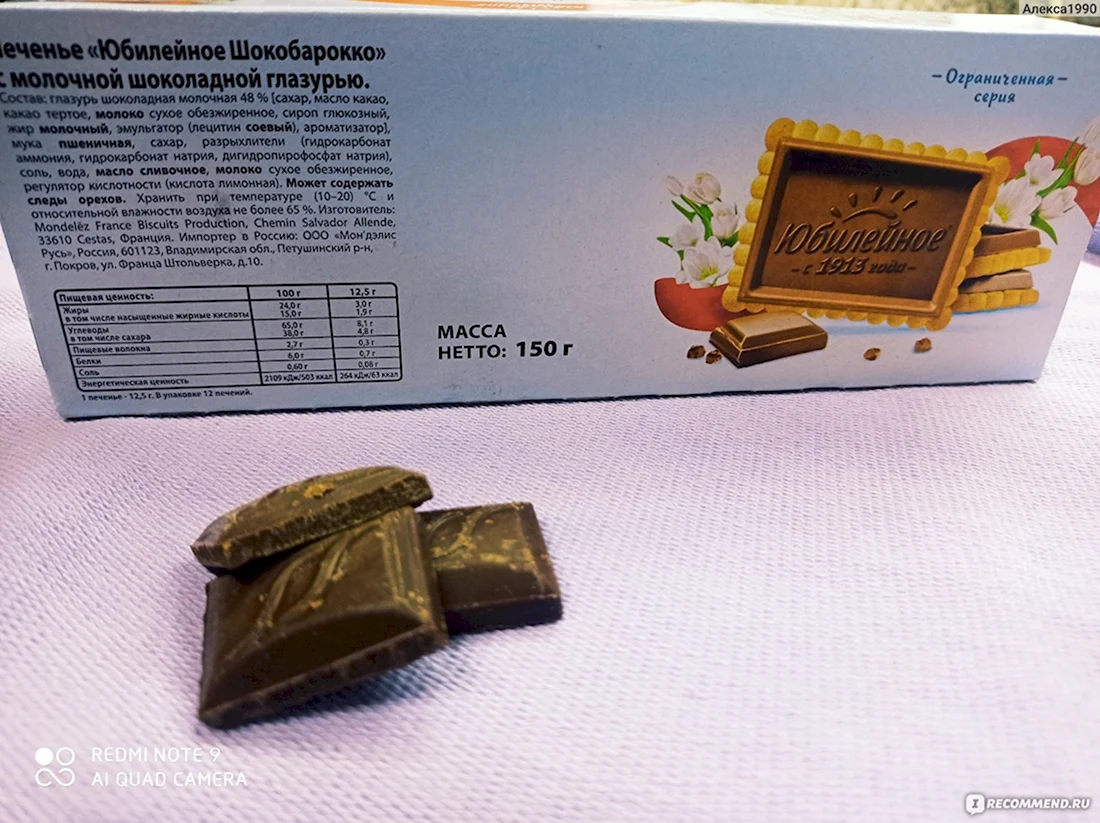 Алекса1990
печенье «Юбилейное Шокобарокко»
с молочной шоколадной глазурью.
Состав: глазурь шоколадная молочная 48 % [сахар, масло какао,
какао тертое, молоко сухое обезжиренное, сироп глюкозный,
жир молочный, эмульгатор (лецитин соевый), ароматизатор],
мука пшеничная, сахар, разрыхлители (гидрокарбонат
аммония, гидрокарбонат натрия, дигидропирофосфат натрия),
соль, вода, масло сливочное, молоко сухое обезжиренное,
регулятор кислотности (кислота лимонная). Может содержать
следы орехов. Хранить при температуре (10–20) °C и
относительной влажности воздуха не более 65 %. Изготовитель:
Mondelēz France Biscuits Production, Chemin Salvador Allende,
33610 Cestas, Франция. Импортер в Россию: ООО «Мон'дэлис
Русь», Россия, 601123, Владимирская обл., Петушинский р-н,
г. Покров, ул. Франца Штольверка, д.10.
Пищевая ценность: 100 г 12,5 г
Жиры 24,0 г 3,0 г
в том числе насыщенные жирные кислоты 15,0 г 1,9 г
Углеводы 65,0 г 8,1 г
в том числе сахара 38,0 г 4,8 г
Пищевые волокна 2,7 г 0,3 г
Белки 6,0 г 0,7 г
Соль 0,60 г 0,08 г
Энергетическая ценность 2109 кДж/503 ккал 264 кДж/63 ккал
1 печенье - 12,5 г. В упаковке 12 печений.
МАССА
НЕТТО: 150 г
– Ограниченная –
серия
Юбилейное
– с 1913 года –
REDMI NOTE 9
AI QUAD CAMERA
IRECOMMEND.RU